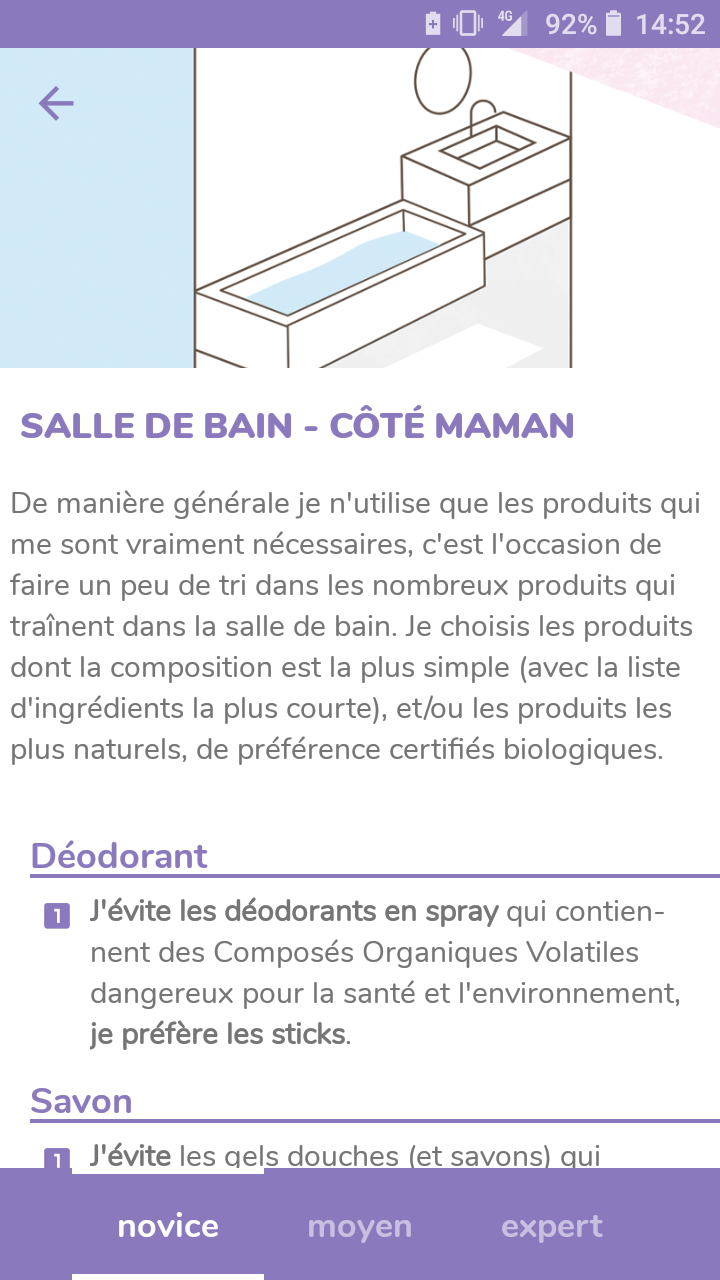 4G 92% 14:52
SALLE DE BAIN - CÔTÉ MAMAN
De manière générale je n'utilise que les produits qui
me sont vraiment nécessaires, c'est l'occasion de
faire un peu de tri dans les nombreux produits qui
traînent dans la salle de bain. Je choisis les produits
dont la composition est la plus simple (avec la liste
d'ingrédients la plus courte), et/ou les produits les
plus naturels, de préférence certifiés biologiques.
Déodorant
1 J'évite les déodorants en spray qui contien-
nent des Composés Organiques Volatiles
dangereux pour la santé et l'environnement,
je préfère les sticks.
Savon
1 J'évite les gels douches (et savons) qui
novice moyen expert